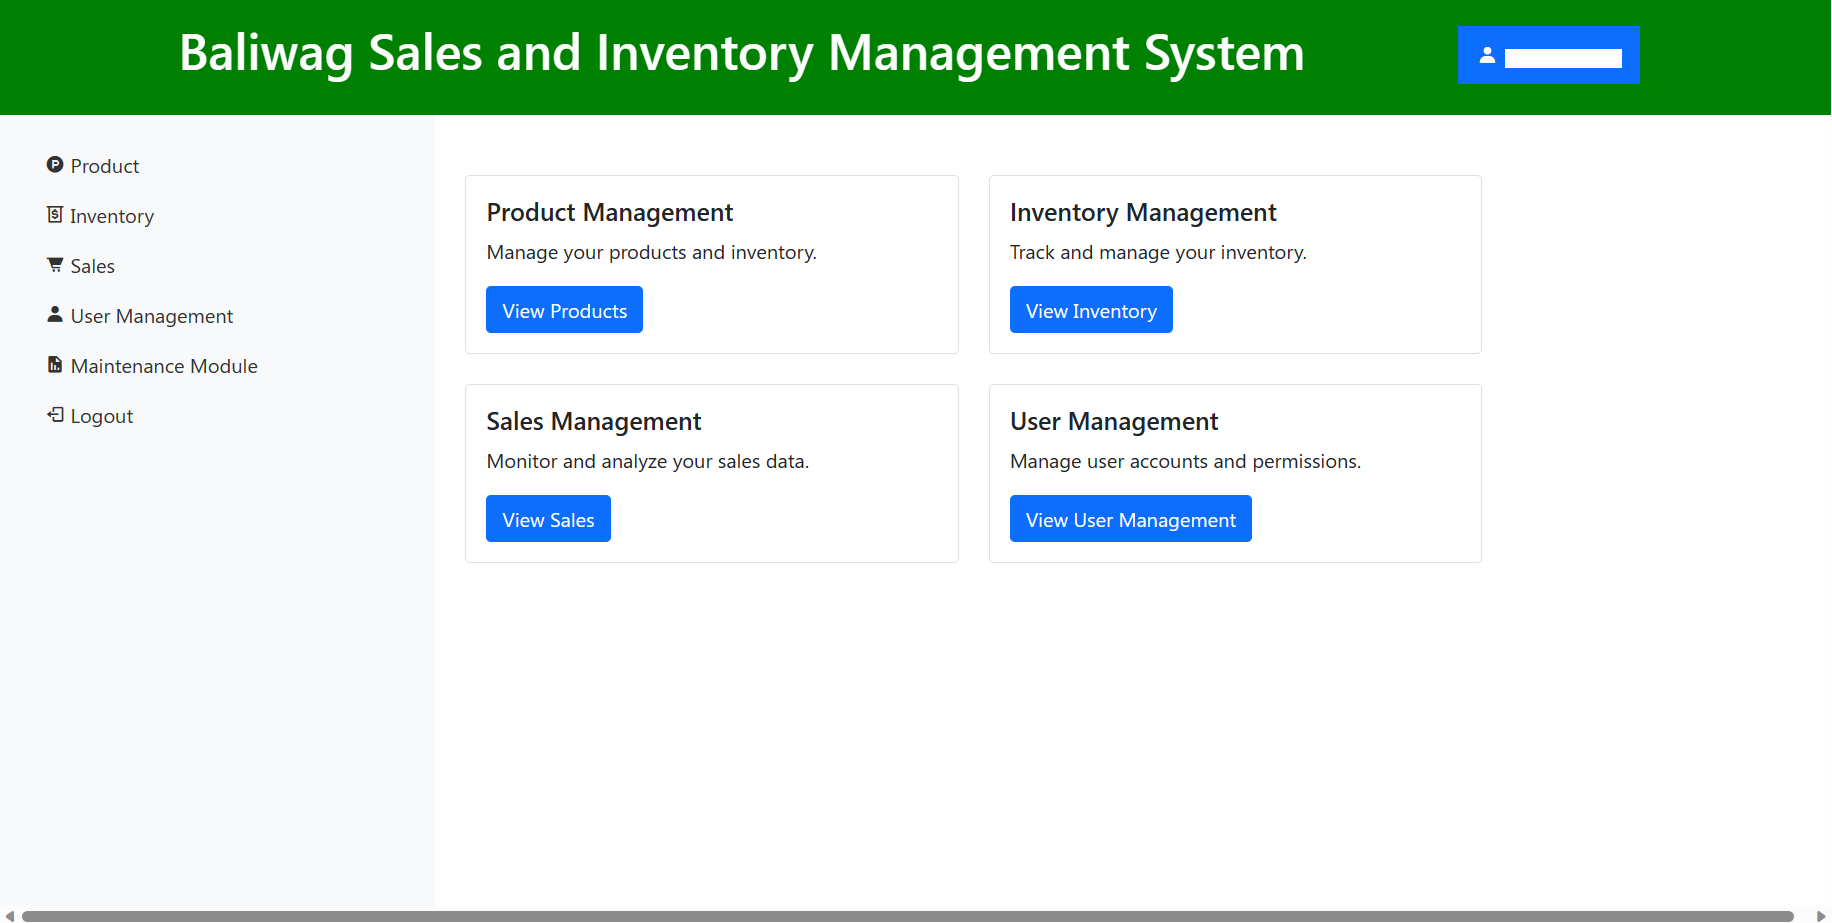 Baliwag Sales and Inventory Management System
Product
Inventory
Sales
User Management
Maintenance Module
Logout
Product Management
Manage your products and inventory.
View Products
Inventory Management
Track and manage your inventory.
View Inventory
Sales Management
Monitor and analyze your sales data.
View Sales
User Management
Manage user accounts and permissions.
View User Management